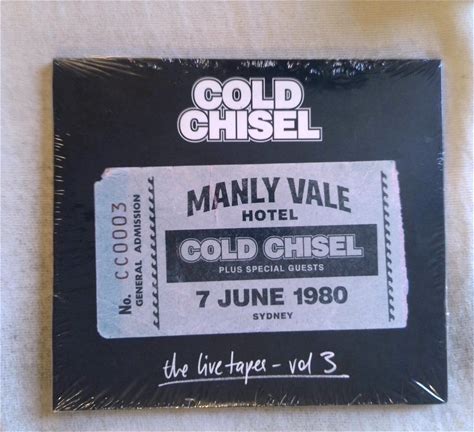 COLD
CHISEL
No. CC0003
GENERAL ADMISSION
MANLY VALE
HOTEL
COLD CHISEL
PLUS SPECIAL GUESTS
7 JUNE 1980
SYDNEY
the live tapes - vol 3